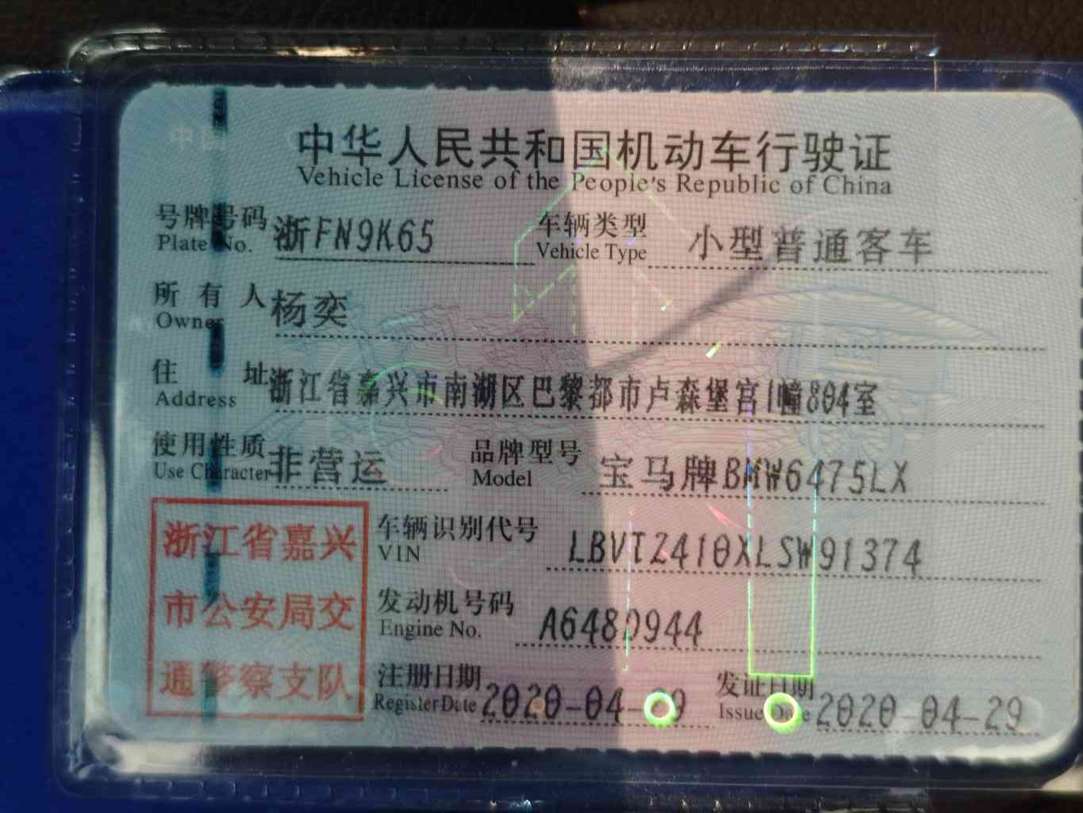 中华人民共和国机动车行驶证
Vehicle License of the People's Republic of China
号牌号码 浙FN9K65 车辆类型 小型普通客车
Plate No. Vehicle Type
所有人 杨奕
Owner
住址 浙江省嘉兴市南湖区巴黎都市卢森堡宫1幢804室
Address
使用性质 非营运 品牌型号 宝马牌BMW6475LX
Use Character Model
浙江省嘉兴
市公安局交
通警察支队
车辆识别代号 LBVTZ410XLSW91374
VIN
发动机号码 A6480944
Engine No.
注册日期 2020-04- 发证日期 2020-04-29
Register Date Issue Date